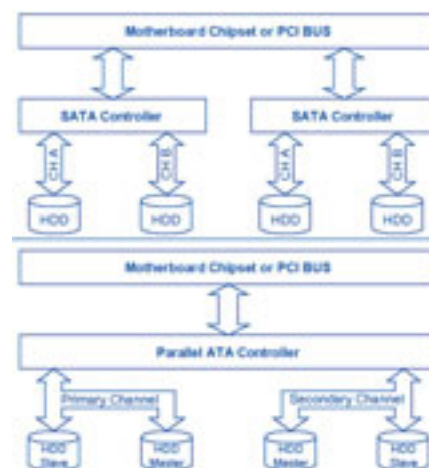 Motherboard Chipset or PCI BUS
SATA Controller SATA Controller
CH A CH B CH A CH B
HDD HDD HDD HDD
Motherboard Chipset or PCI BUS
Parallel ATA Controller
Primary Channel Secondary Channel
HDD HDD HDD HDD
Slave Master Master Slave